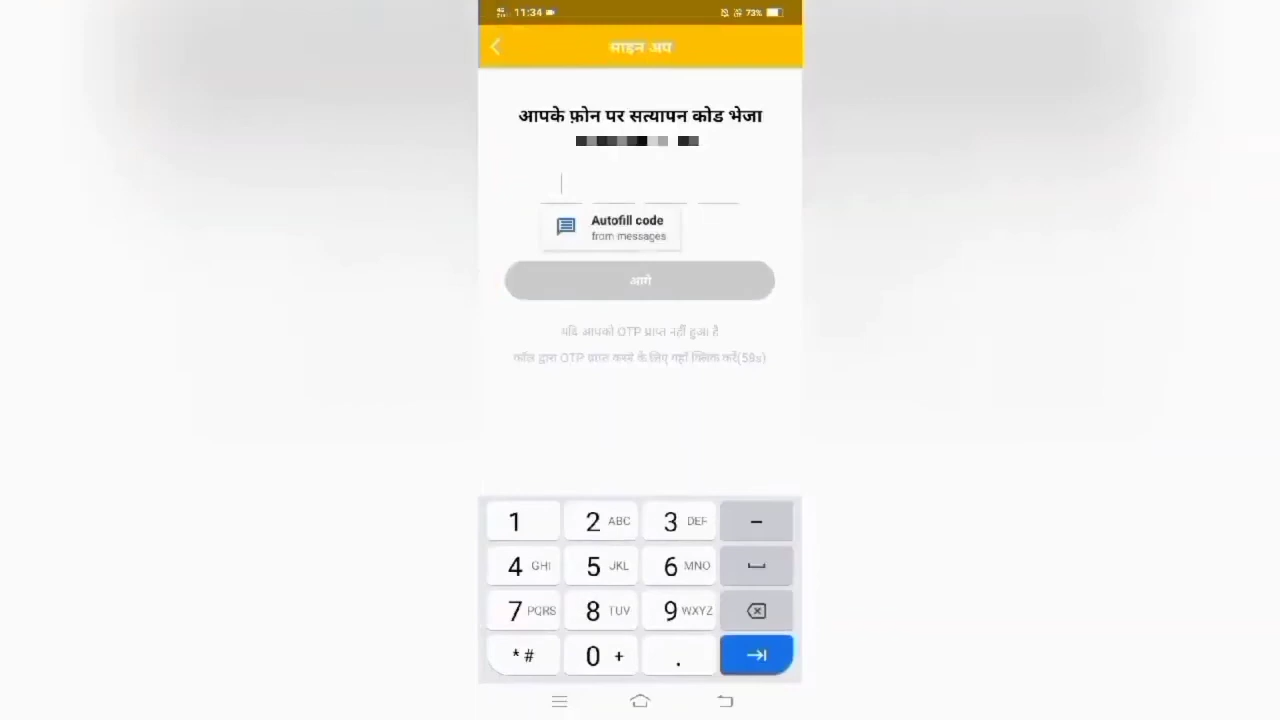 11:34
73%
साइन अप
आपके फ़ोन पर सत्यापन कोड भेजा
Autofill code
from messages
आगे
यदि आपको OTP प्राप्त नहीं हुआ है
कॉल द्वारा OTP प्राप्त करने के लिए यहाँ क्लिक करें(58s)
1
2 ABC
3 DEF
–
4 GHI
5 JKL
6 MNO
7 PQRS
8 TUV
9 WXYZ
* #
0 +
.